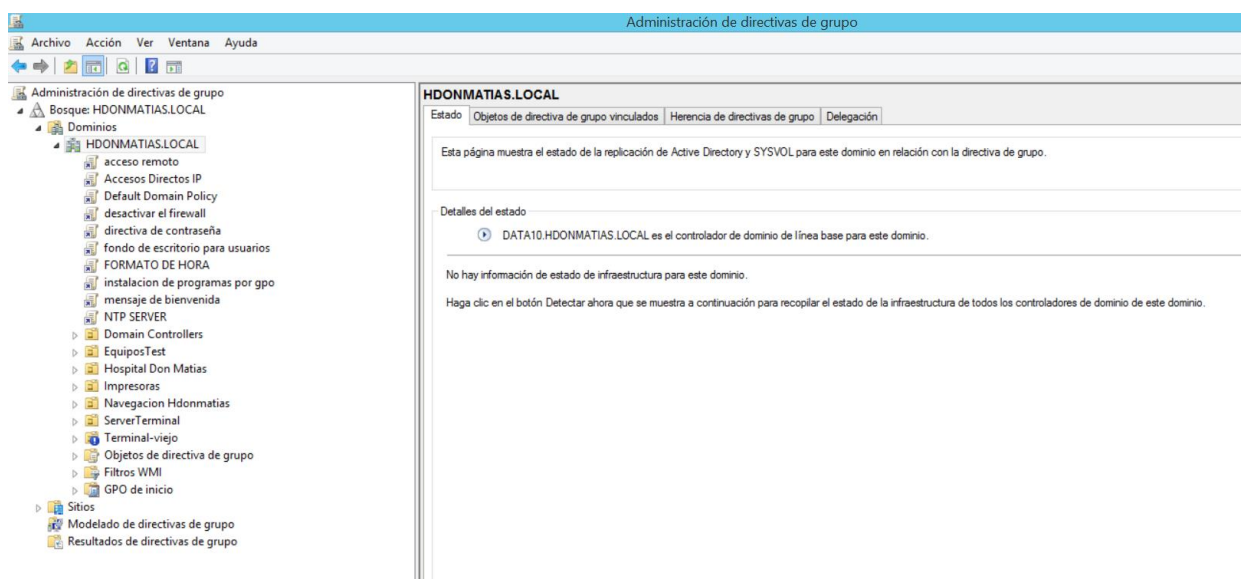 Administración de directivas de grupo
Archivo Acción Ver Ventana Ayuda
Administración de directivas de grupo
Bosque: HDONMATIAS.LOCAL
Dominios
HDONMATIAS.LOCAL
acceso remoto
Accesos Directos IP
Default Domain Policy
desactivar el firewall
directiva de contraseña
fondo de escritorio para usuarios
FORMATO DE HORA
instalacion de programas por gpo
mensaje de bienvenida
NTP SERVER
Domain Controllers
EquiposTest
Hospital Don Matias
Impresoras
Navegacion Hdonmatias
ServerTerminal
Terminal-viejo
Objetos de directiva de grupo
Filtros WMI
GPO de inicio
Sitios
Modelado de directivas de grupo
Resultados de directivas de grupo
HDONMATIAS.LOCAL
Estado Objetos de directiva de grupo vinculados Herencia de directivas de grupo Delegación
Esta página muestra el estado de la replicación de Active Directory y SYSVOL para este dominio en relación con la directiva de grupo.
Detalles del estado
DATA10.HDONMATIAS.LOCAL es el controlador de dominio de línea base para este dominio.
No hay información de estado de infraestructura para este dominio.
Haga clic en el botón Detectar ahora que se muestra a continuación para recopilar el estado de la infraestructura de todos los controladores de dominio de este dominio.